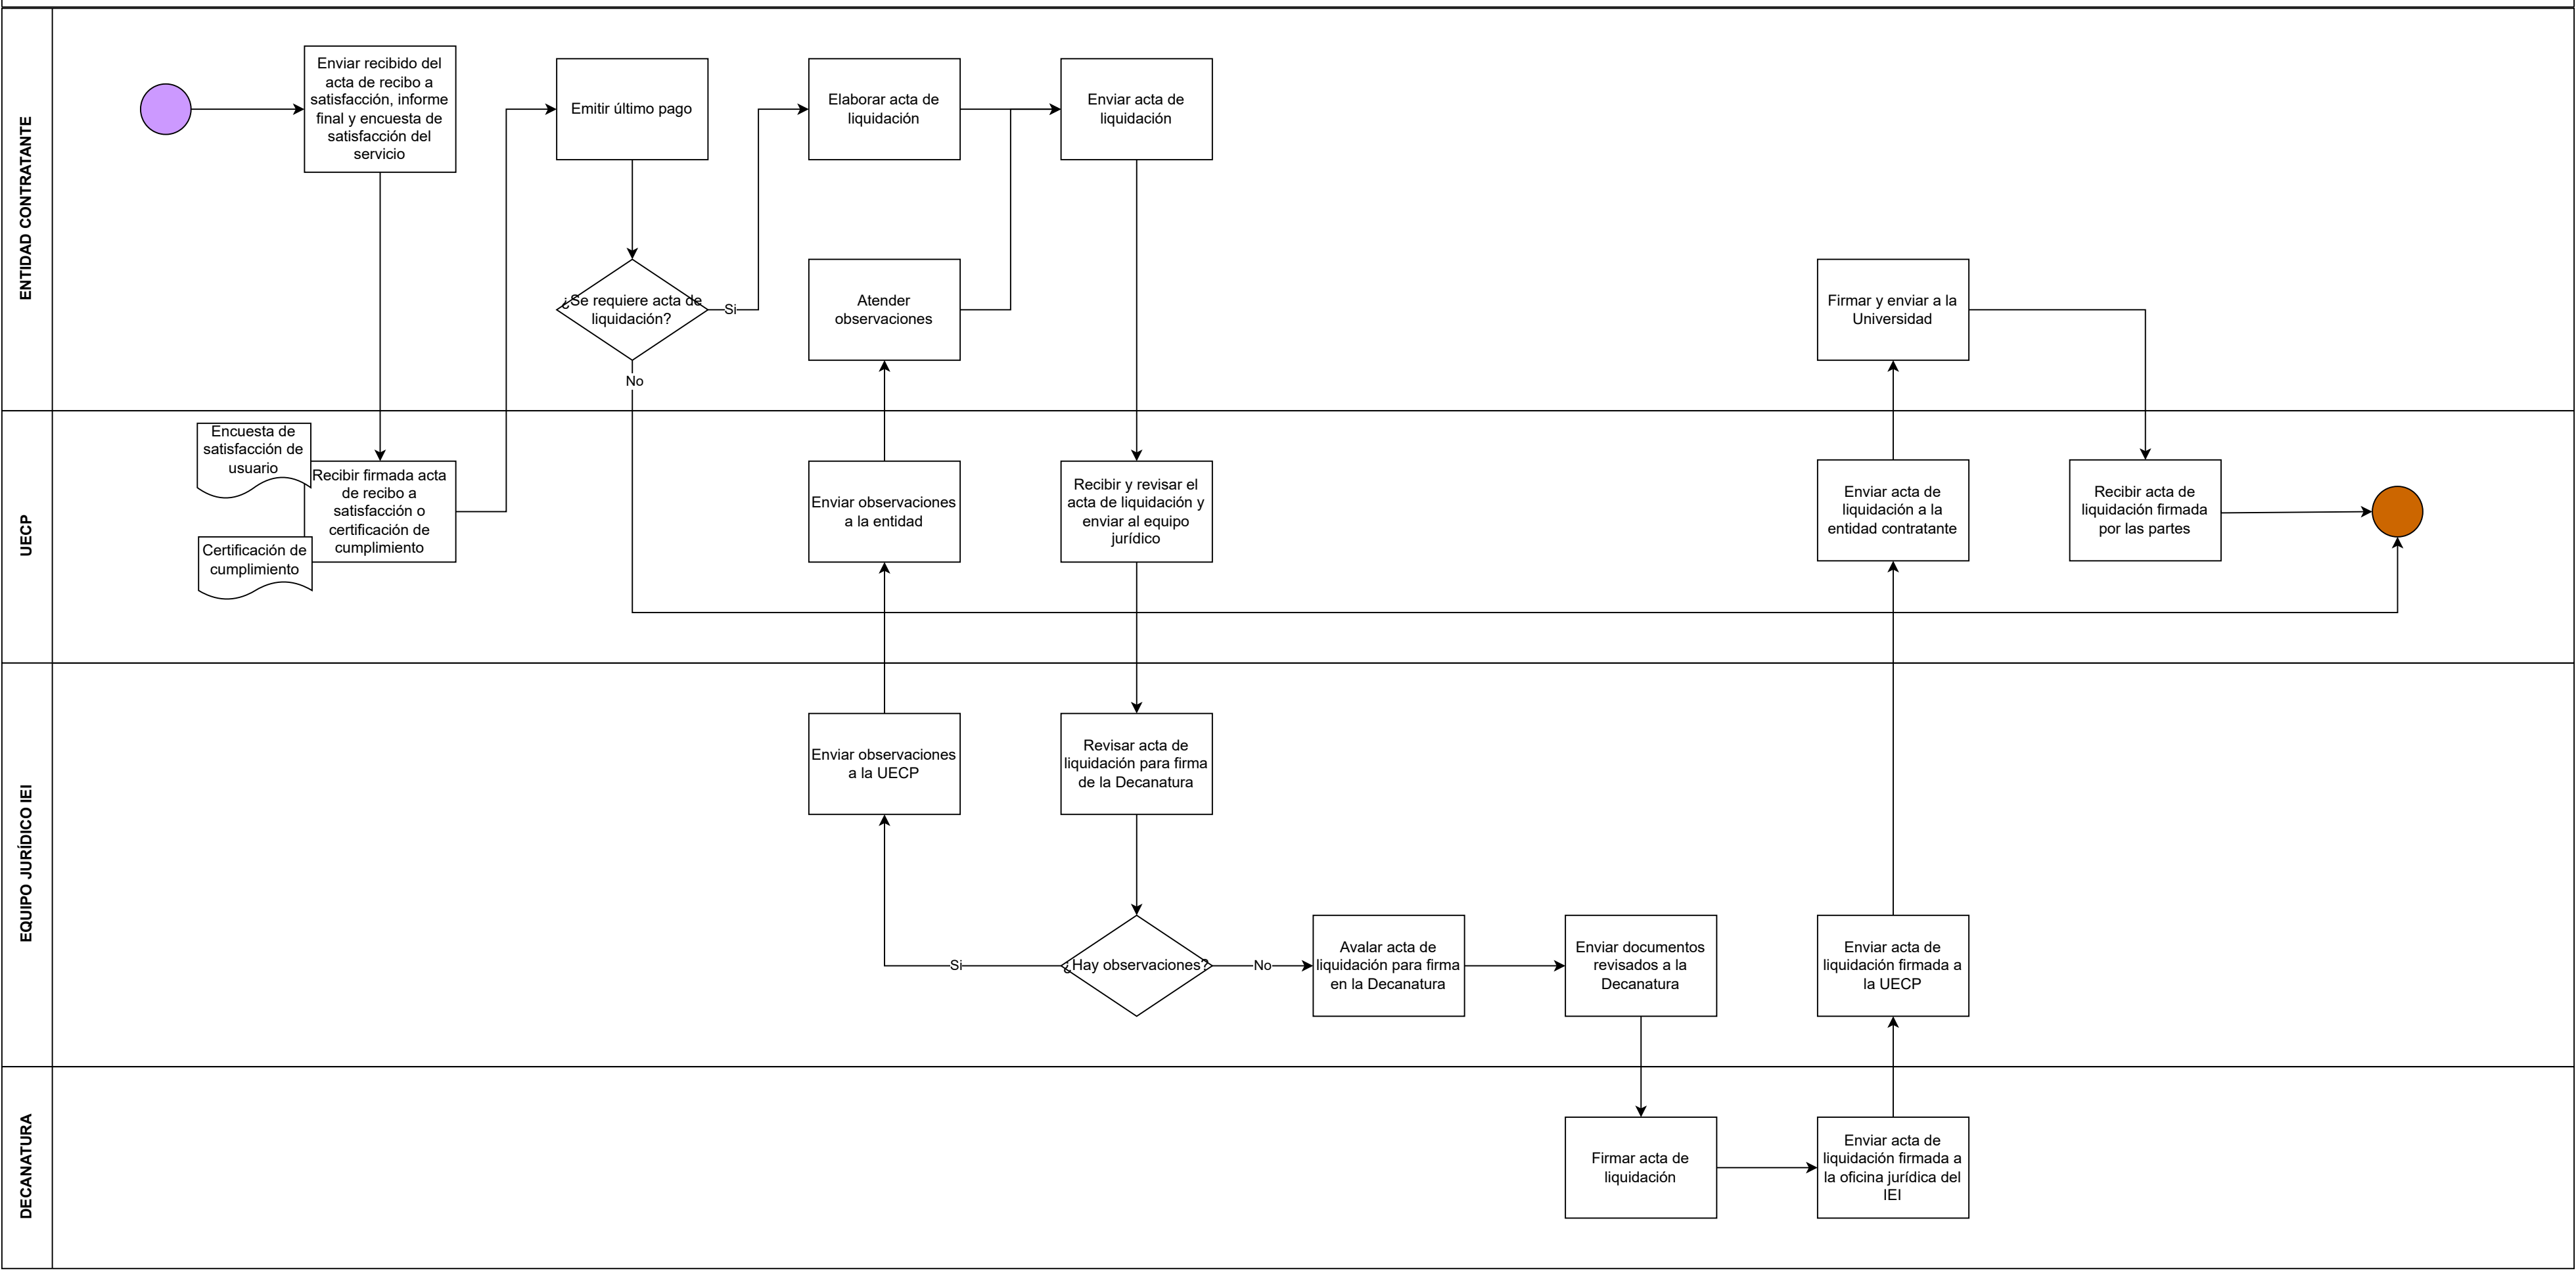 ENTIDAD CONTRATANTE
Enviar recibido del
acta de recibo a
satisfacción, informe
final y encuesta de
satisfacción del
servicio
Emitir último pago
Elaborar acta de
liquidación
Enviar acta de
liquidación
¿Se requiere acta de
liquidación?
Si
No
Atender
observaciones
Firmar y enviar a la
Universidad
UECP
Encuesta de
satisfacción de
usuario
Recibir firmada acta
de recibo a
satisfacción o
certificación de
cumplimiento
Certificación de
cumplimiento
Enviar observaciones
a la entidad
Recibir y revisar el
acta de liquidación y
enviar al equipo
jurídico
Enviar acta de
liquidación a la
entidad contratante
Recibir acta de
liquidación firmada
por las partes
EQUIPO JURÍDICO IEI
Enviar observaciones
a la UECP
Revisar acta de
liquidación para firma
de la Decanatura
Si
¿Hay observaciones?
No
Avalar acta de
liquidación para firma
en la Decanatura
Enviar documentos
revisados a la
Decanatura
Enviar acta de
liquidación firmada a
la UECP
DECANATURA
Firmar acta de
liquidación
Enviar acta de
liquidación firmada a
la oficina jurídica del
IEI